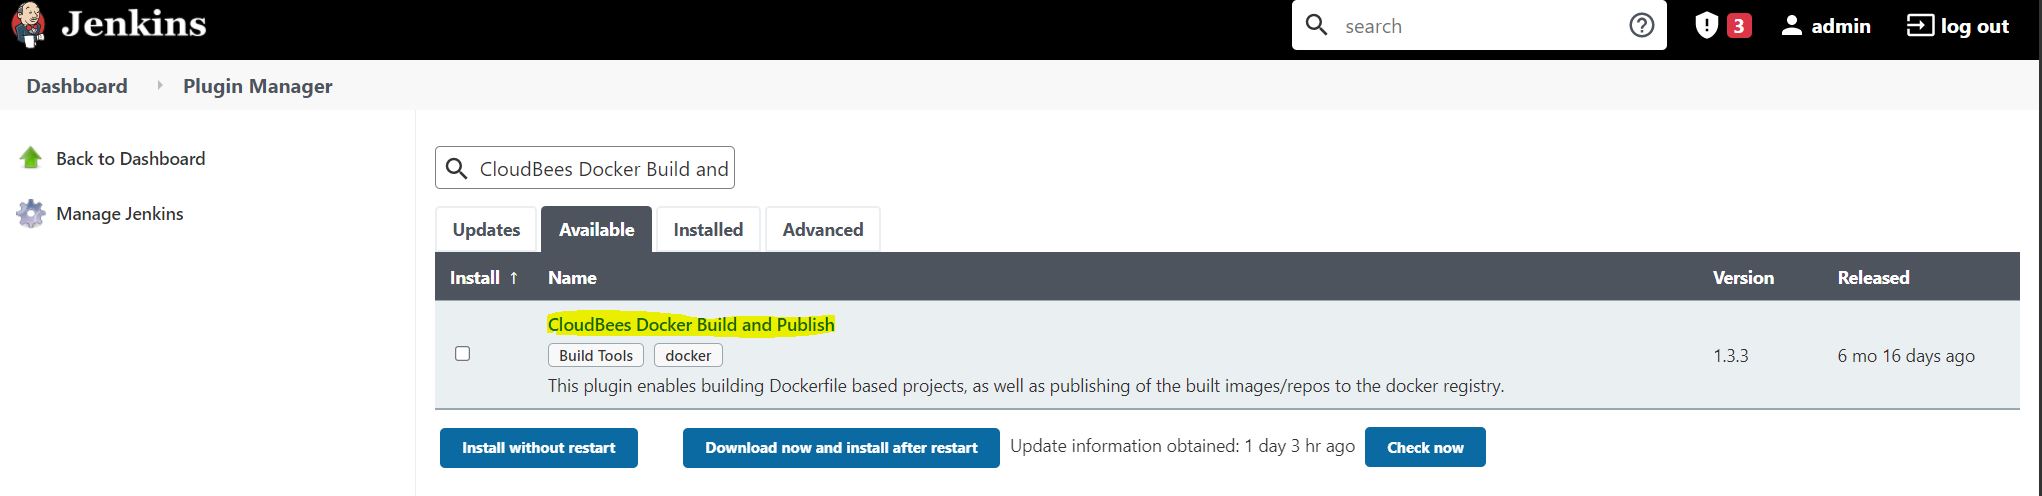 Jenkins
search
3
admin
log out
Dashboard
Plugin Manager
Back to Dashboard
Manage Jenkins
CloudBees Docker Build and
Updates
Available
Installed
Advanced
Install ↑
Name
Version
Released
CloudBees Docker Build and Publish
Build Tools
docker
This plugin enables building Dockerfile based projects, as well as publishing of the built images/repos to the docker registry.
1.3.3
6 mo 16 days ago
Install without restart
Download now and install after restart
Update information obtained: 1 day 3 hr ago
Check now